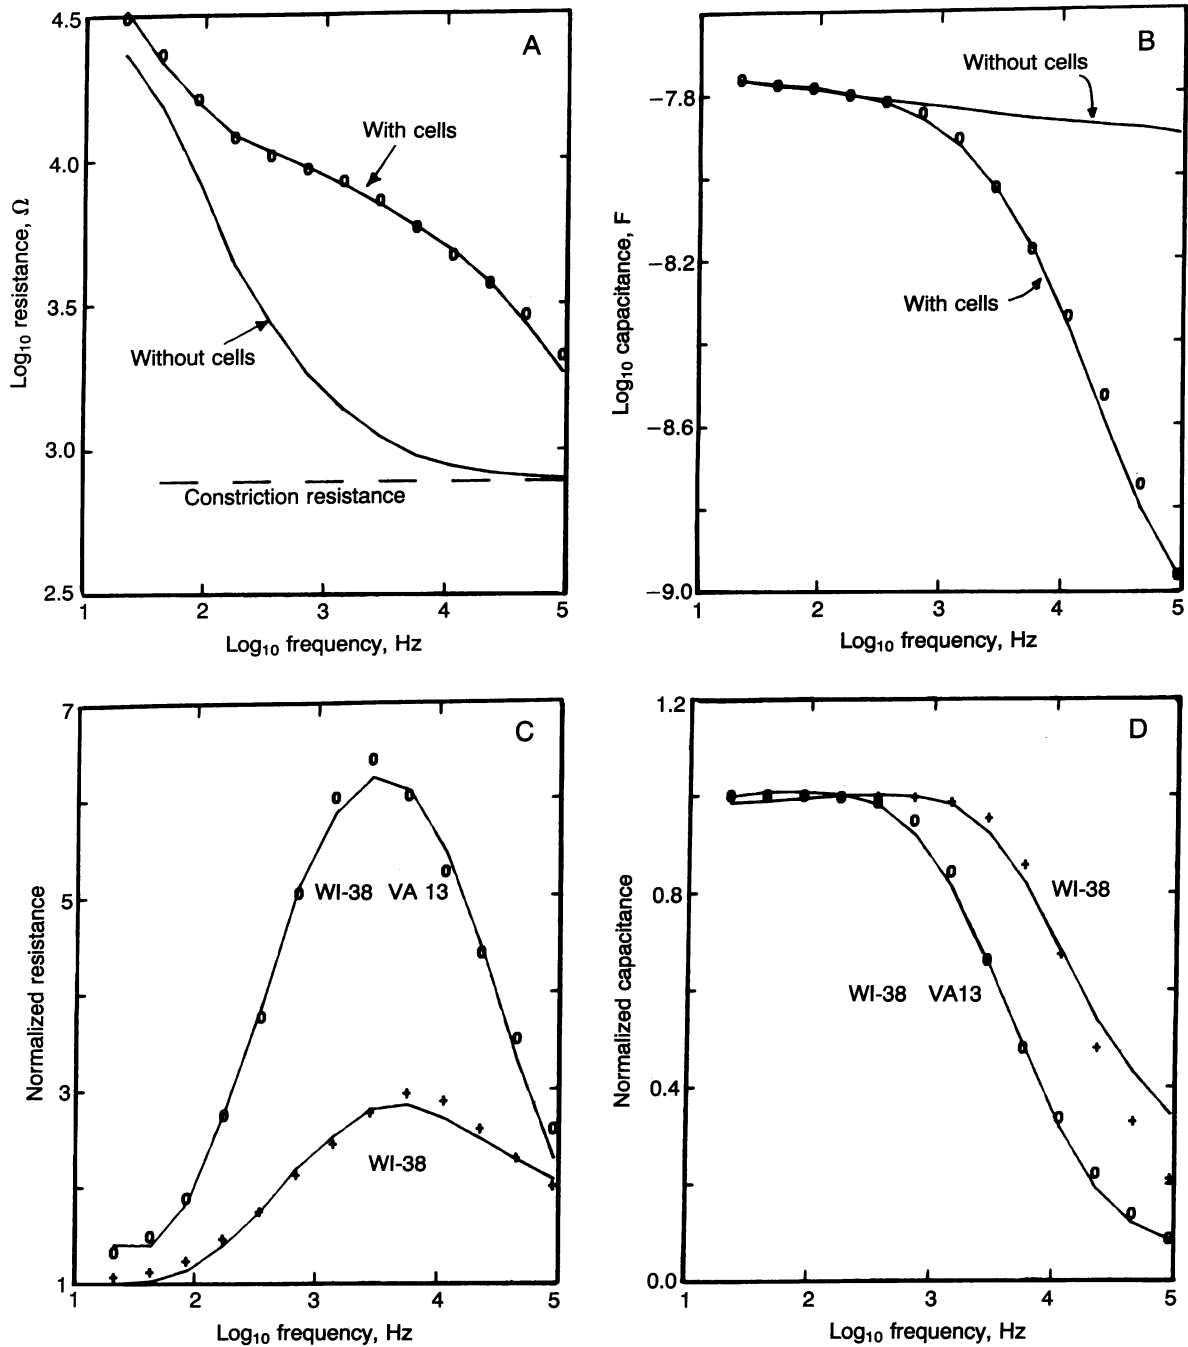 A
4.5
4.0
3.5
3.0
2.5
Log10 resistance, Ω
With cells
Without cells
Constriction resistance
1 2 3 4 5
Log10 frequency, Hz
B
−7.8
−8.2
−8.6
−9.0
Log10 capacitance, F
Without cells
With cells
1 2 3 4 5
Log10 frequency, Hz
C
7
5
3
1
Normalized resistance
WI-38 VA 13
WI-38
1 2 3 4 5
Log10 frequency, Hz
D
1.2
0.8
0.4
0.0
Normalized capacitance
WI-38
WI-38 VA13
1 2 3 4 5
Log10 frequency, Hz